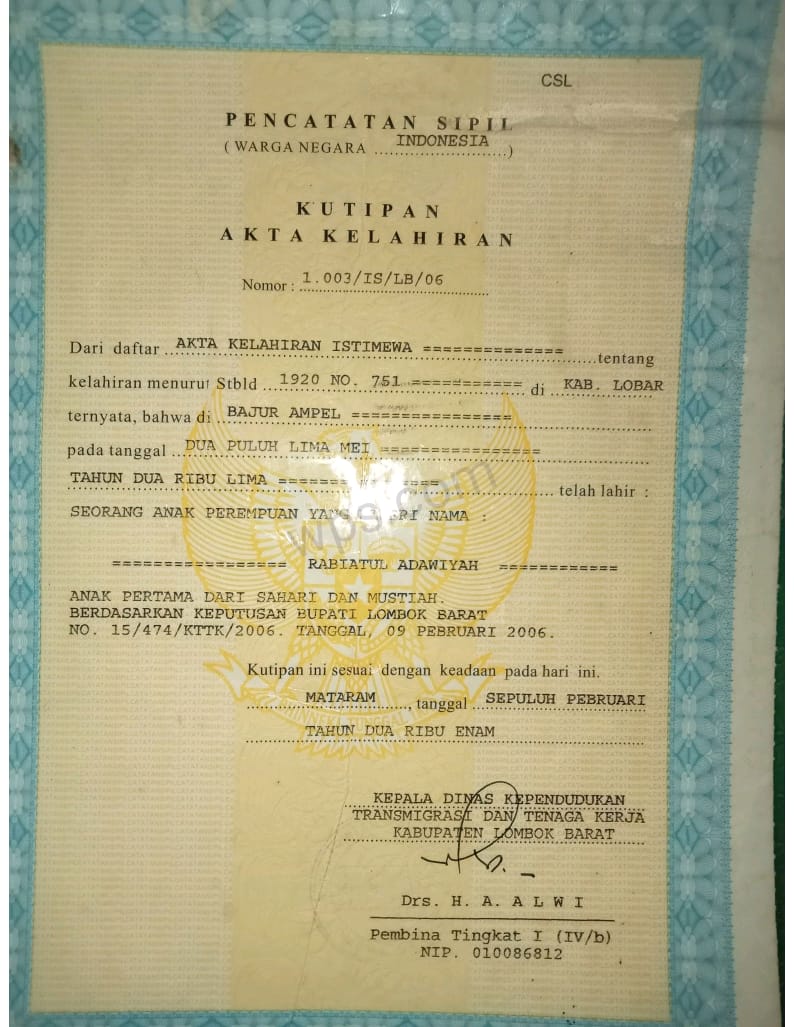 CSL
PENCATATAN SIPIL
( WARGA NEGARA ...INDONESIA...)
KUTIPAN
AKTA KELAHIRAN
Nomor : 1.003/IS/LB/06
Dari daftar ..AKTA KELAHIRAN ISTIMEWA ==============.....tentang
kelahiran menurut Stbld ...1920 NO. 751 =========== di ... KAB. LOBAR
ternyata, bahwa di ..BAJUR AMPEL ================
pada tanggal ...DUA PULUH LIMA MEI ================
TAHUN DUA RIBU LIMA ================ ........ telah lahir :
SEORANG ANAK PEREMPUAN YANG NAMA :
================= RABIATUL ADAWIYAH ============
ANAK PERTAMA DARI SAHARI DAN MUSTIAH.
BERDASARKAN KEPUTUSAN BUPATI LOMBOK BARAT
NO. 15/474/KTTK/2006. TANGGAL, 09 PEBRUARI 2006.
Kutipan ini sesuai dengan keadaan pada hari ini.
MATARAM ....., tanggal ..SEPULUH PEBRUARI
TAHUN DUA RIBU ENAM
KEPALA DINAS KEPENDUDUKAN
TRANSMIGRASI DAN TENAGA KERJA
KABUPATEN LOMBOK BARAT
Drs. H. A. A L W I
Pembina Tingkat I (IV/b)
NIP. 010086812
wps.com